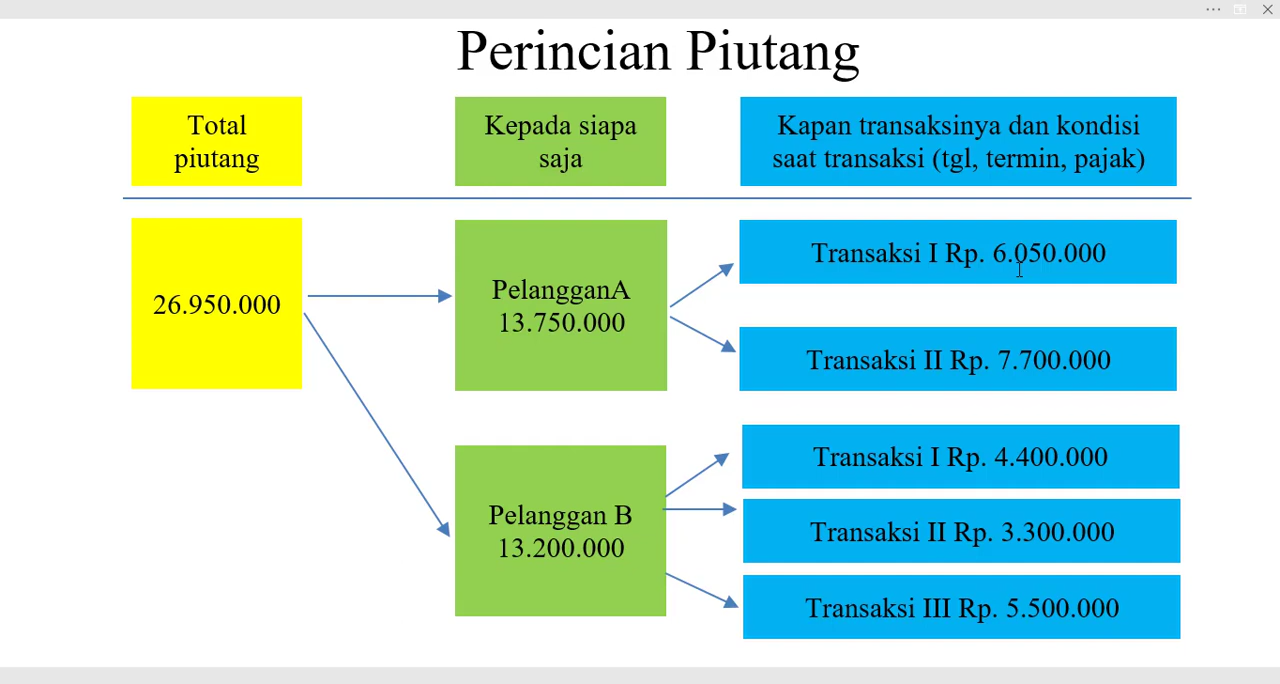 Perincian Piutang
Total
piutang
Kepada siapa
saja
Kapan transaksinya dan kondisi
saat transaksi (tgl, termin, pajak)
26.950.000
PelangganA
13.750.000
Transaksi I Rp. 6.050.000
Transaksi II Rp. 7.700.000
Pelanggan B
13.200.000
Transaksi I Rp. 4.400.000
Transaksi II Rp. 3.300.000
Transaksi III Rp. 5.500.000